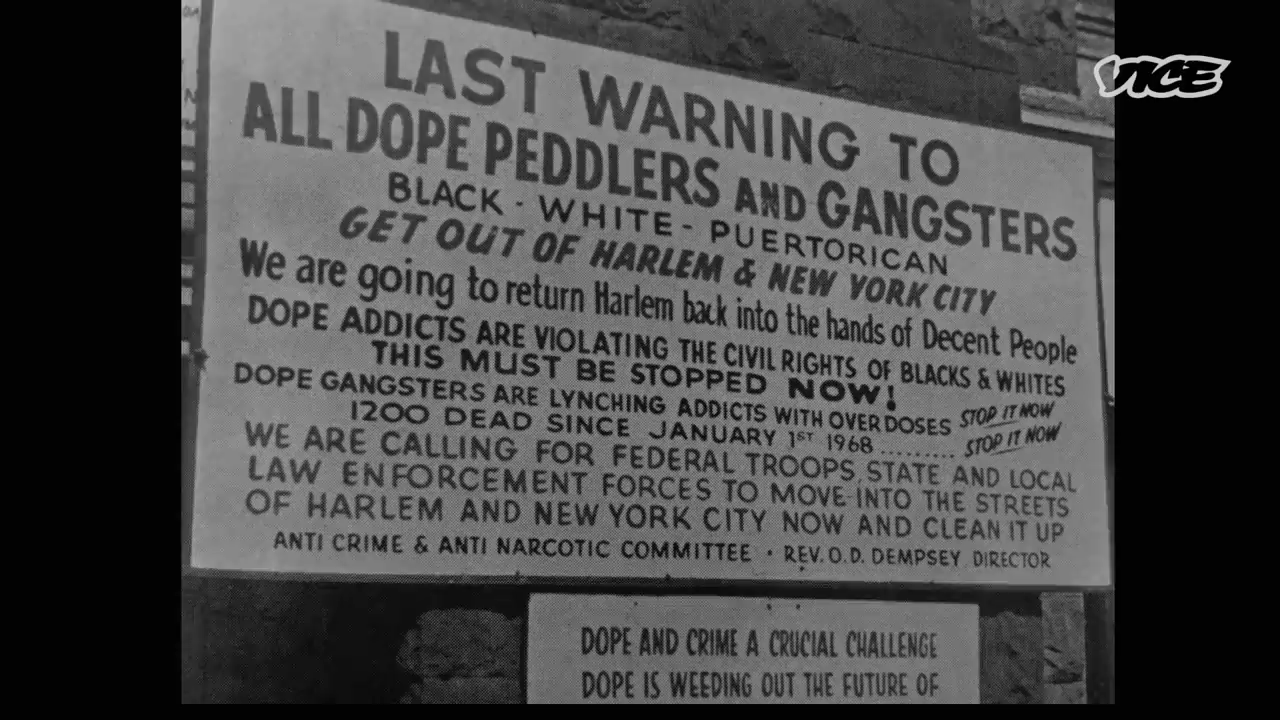 VICE
LAST WARNING TO
ALL DOPE PEDDLERS AND GANGSTERS
BLACK - WHITE - PUERTORICAN
GET OUT OF HARLEM & NEW YORK CITY
We are going to return Harlem back into the hands of Decent People
DOPE ADDICTS ARE VIOLATING THE CIVIL RIGHTS OF BLACKS & WHITES
THIS MUST BE STOPPED NOW!
DOPE GANGSTERS ARE LYNCHING ADDICTS WITH OVERDOSES STOP IT NOW
1200 DEAD SINCE JANUARY 1ST 1968......... STOP IT NOW
WE ARE CALLING FOR FEDERAL TROOPS, STATE AND LOCAL
LAW ENFORCEMENT FORCES TO MOVE INTO THE STREETS
OF HARLEM AND NEW YORK CITY NOW AND CLEAN IT UP
ANTI CRIME & ANTI NARCOTIC COMMITTEE · REV. O.D. DEMPSEY DIRECTOR
DOPE AND CRIME A CRUCIAL CHALLENGE
DOPE IS WEEDING OUT THE FUTURE OF